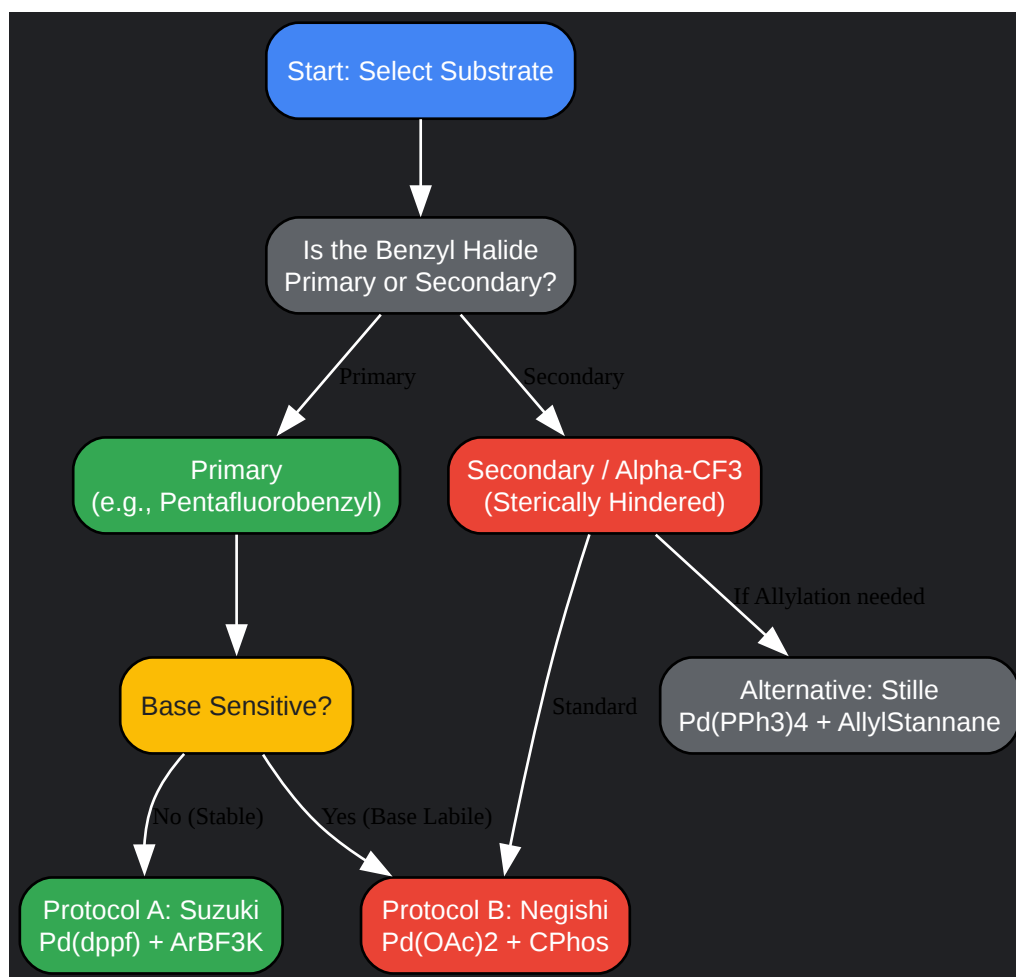 Start: Select Substrate
Is the Benzyl Halide
Primary or Secondary?
Primary
Secondary
Primary
(e.g., Pentafluorobenzyl)
Secondary / Alpha-CF3
(Sterically Hindered)
If Allylation needed
Base Sensitive?
Standard
Alternative: Stille
Pd(PPh3)4 + AllylStannane
No (Stable)
Yes (Base Labile)
Protocol A: Suzuki
Pd(dppf) + ArBF3K
Protocol B: Negishi
Pd(OAc)2 + CPhos